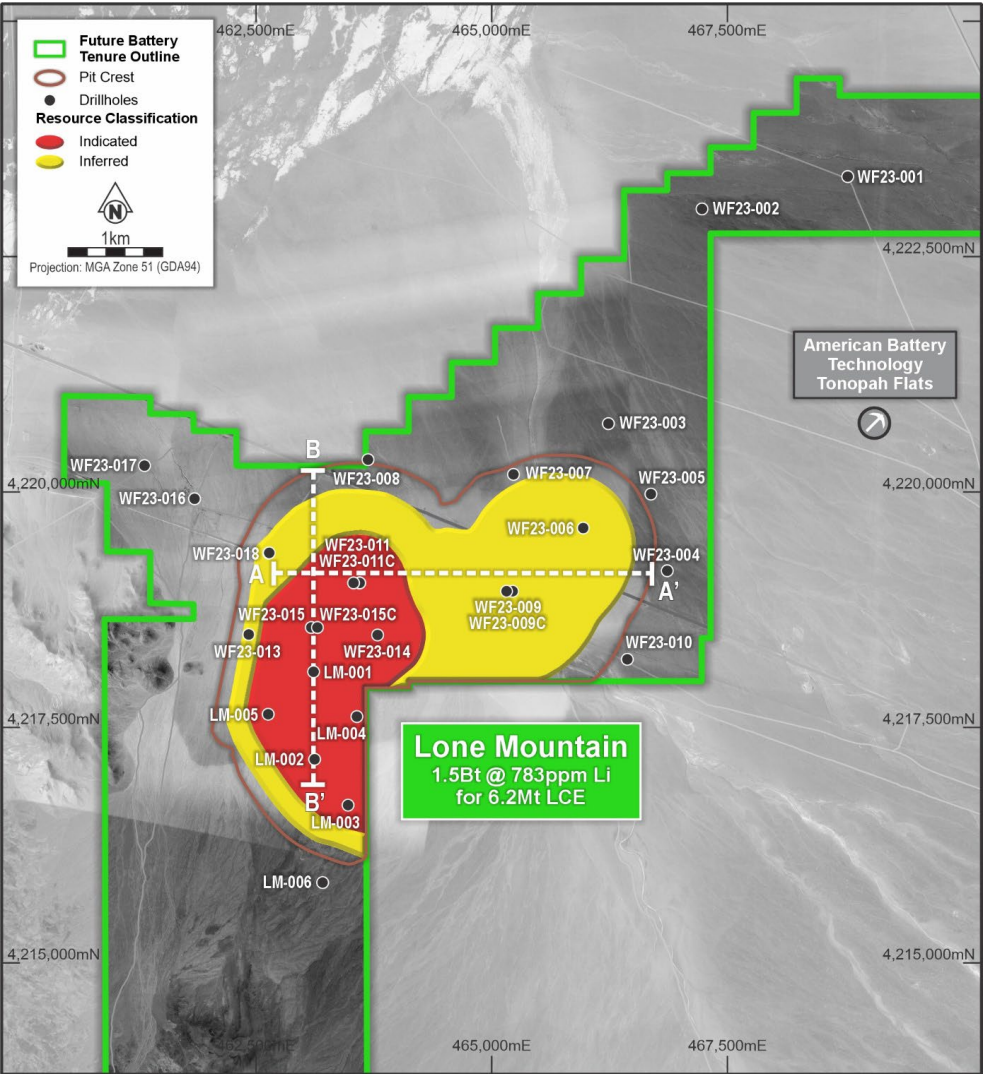 462,500mE
465,000mE
467,500mE
Future Battery
Tenure Outline
Pit Crest
Drillholes
Resource Classification
Indicated
Inferred
N
1km
Projection: MGA Zone 51 (GDA94)
WF23-001
WF23-002
4,222,500mN
American Battery
Technology
Tonopah Flats
WF23-003
B
WF23-017
WF23-008
WF23-007
WF23-005
4,220,000mN
4,220,000mN
WF23-016
WF23-006
WF23-018
WF23-011
WF23-011C
WF23-004
A
A'
WF23-009
WF23-009C
WF23-015
WF23-015C
WF23-013
WF23-014
WF23-010
LM-001
LM-005
4,217,500mN
4,217,500mN
LM-004
LM-002
Lone Mountain
1.5Bt @ 783ppm Li
for 6.2Mt LCE
B'
LM-003
LM-006
4,215,000mN
4,215,000mN
462,500mE
465,000mE
467,500mE